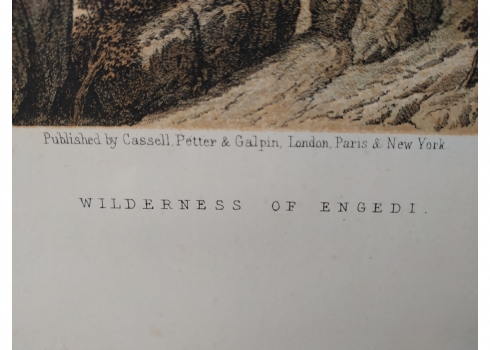 Published by Cassell, Petter & Galpin, London, Paris & New York.
WILDERNESS OF ENGEDI.